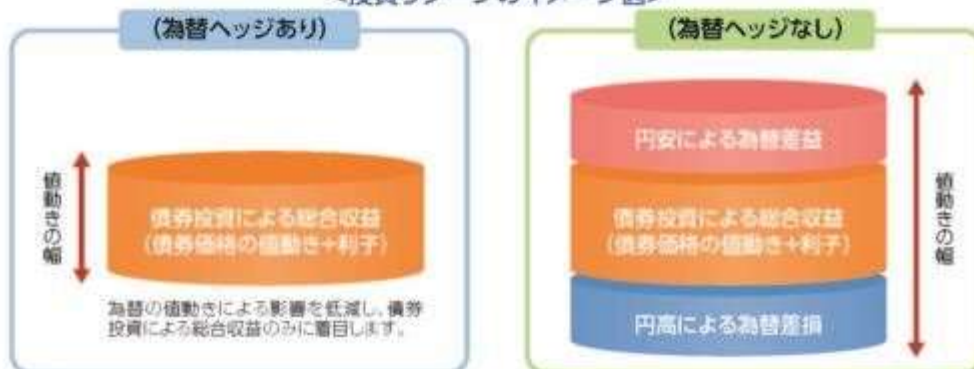 (為替ヘッジあり)
値動きの幅
債券投資による総合収益
(債券価格の値動き+利子)
為替の値動きによる影響を低減し、債券
投資による総合収益のみに着目します。
(為替ヘッジなし)
円安による為替差益
債券投資による総合収益
(債券価格の値動き+利子)
円高による為替差損
値動きの幅